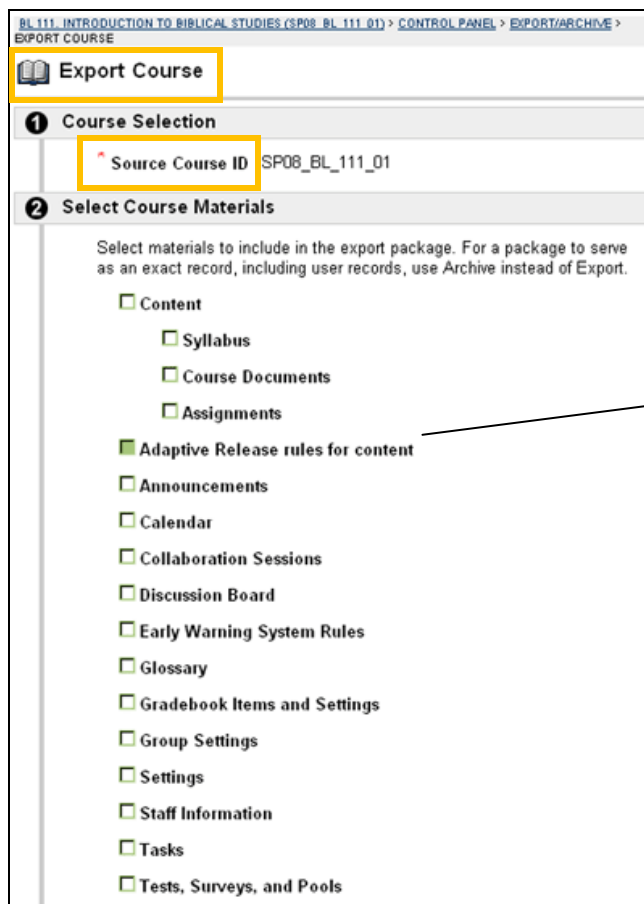 BL 111. INTRODUCTION TO BIBLICAL STUDIES (SP08_BL_111_01) > CONTROL PANEL > EXPORT/ARCHIVE >
EXPORT COURSE
Export Course
1 Course Selection
* Source Course ID SP08_BL_111_01
2 Select Course Materials
Select materials to include in the export package. For a package to serve
as an exact record, including user records, use Archive instead of Export.
Content
Syllabus
Course Documents
Assignments
Adaptive Release rules for content
Announcements
Calendar
Collaboration Sessions
Discussion Board
Early Warning System Rules
Glossary
Gradebook Items and Settings
Group Settings
Settings
Staff Information
Tasks
Tests, Surveys, and Pools